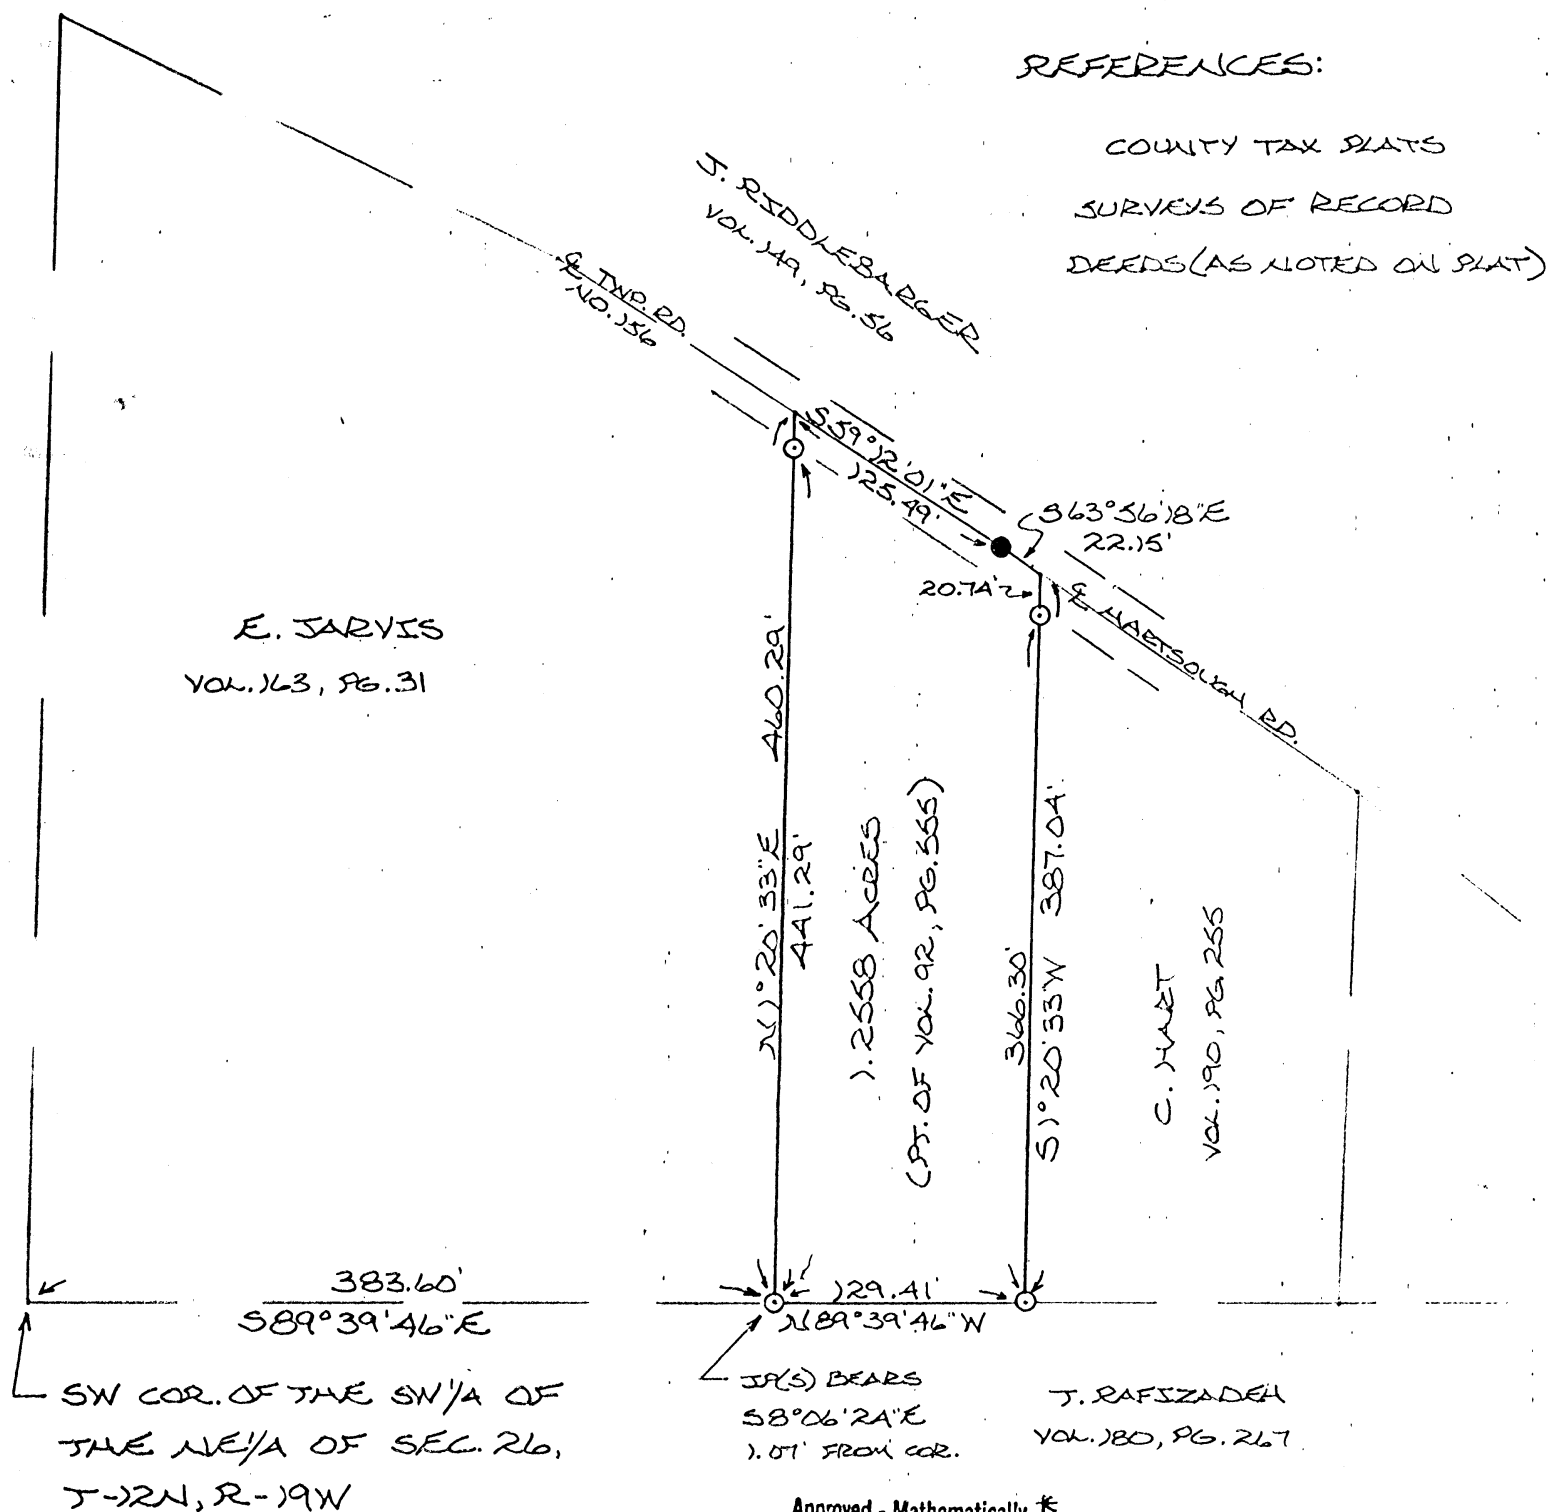 REFERENCES:
COUNTY TAX PLATS
SURVEYS OF RECORD
DEEDS (AS NOTED ON PLAT)
J. RIDDLEBARGER
VOL. 149, PG. 56
℄ TWP. RD.
NO. 156
S59°12'01"E
125.49'
S63°56'18"E
22.15'
20.74'
℄ HARTSOUGH RD.
E. JARVIS
VOL. 163, PG. 31
N1°20'33"E 460.29'
441.29'
1.2558 ACRES
(PT. OF VOL. 92, PG. 555)
366.30'
S1°20'33"W 387.04'
C. HART
VOL. 190, PG. 255
383.60'
S89°39'46"E
129.41'
N89°39'46"W
SW COR. OF THE SW1/4 OF
THE NE1/4 OF SEC. 26,
T-12N, R-19W
IP(S) BEARS
S8°06'24"E
1.07' FROM COR.
T. RAFIZADEH
VOL. 180, PG. 267
Approved - Mathematically